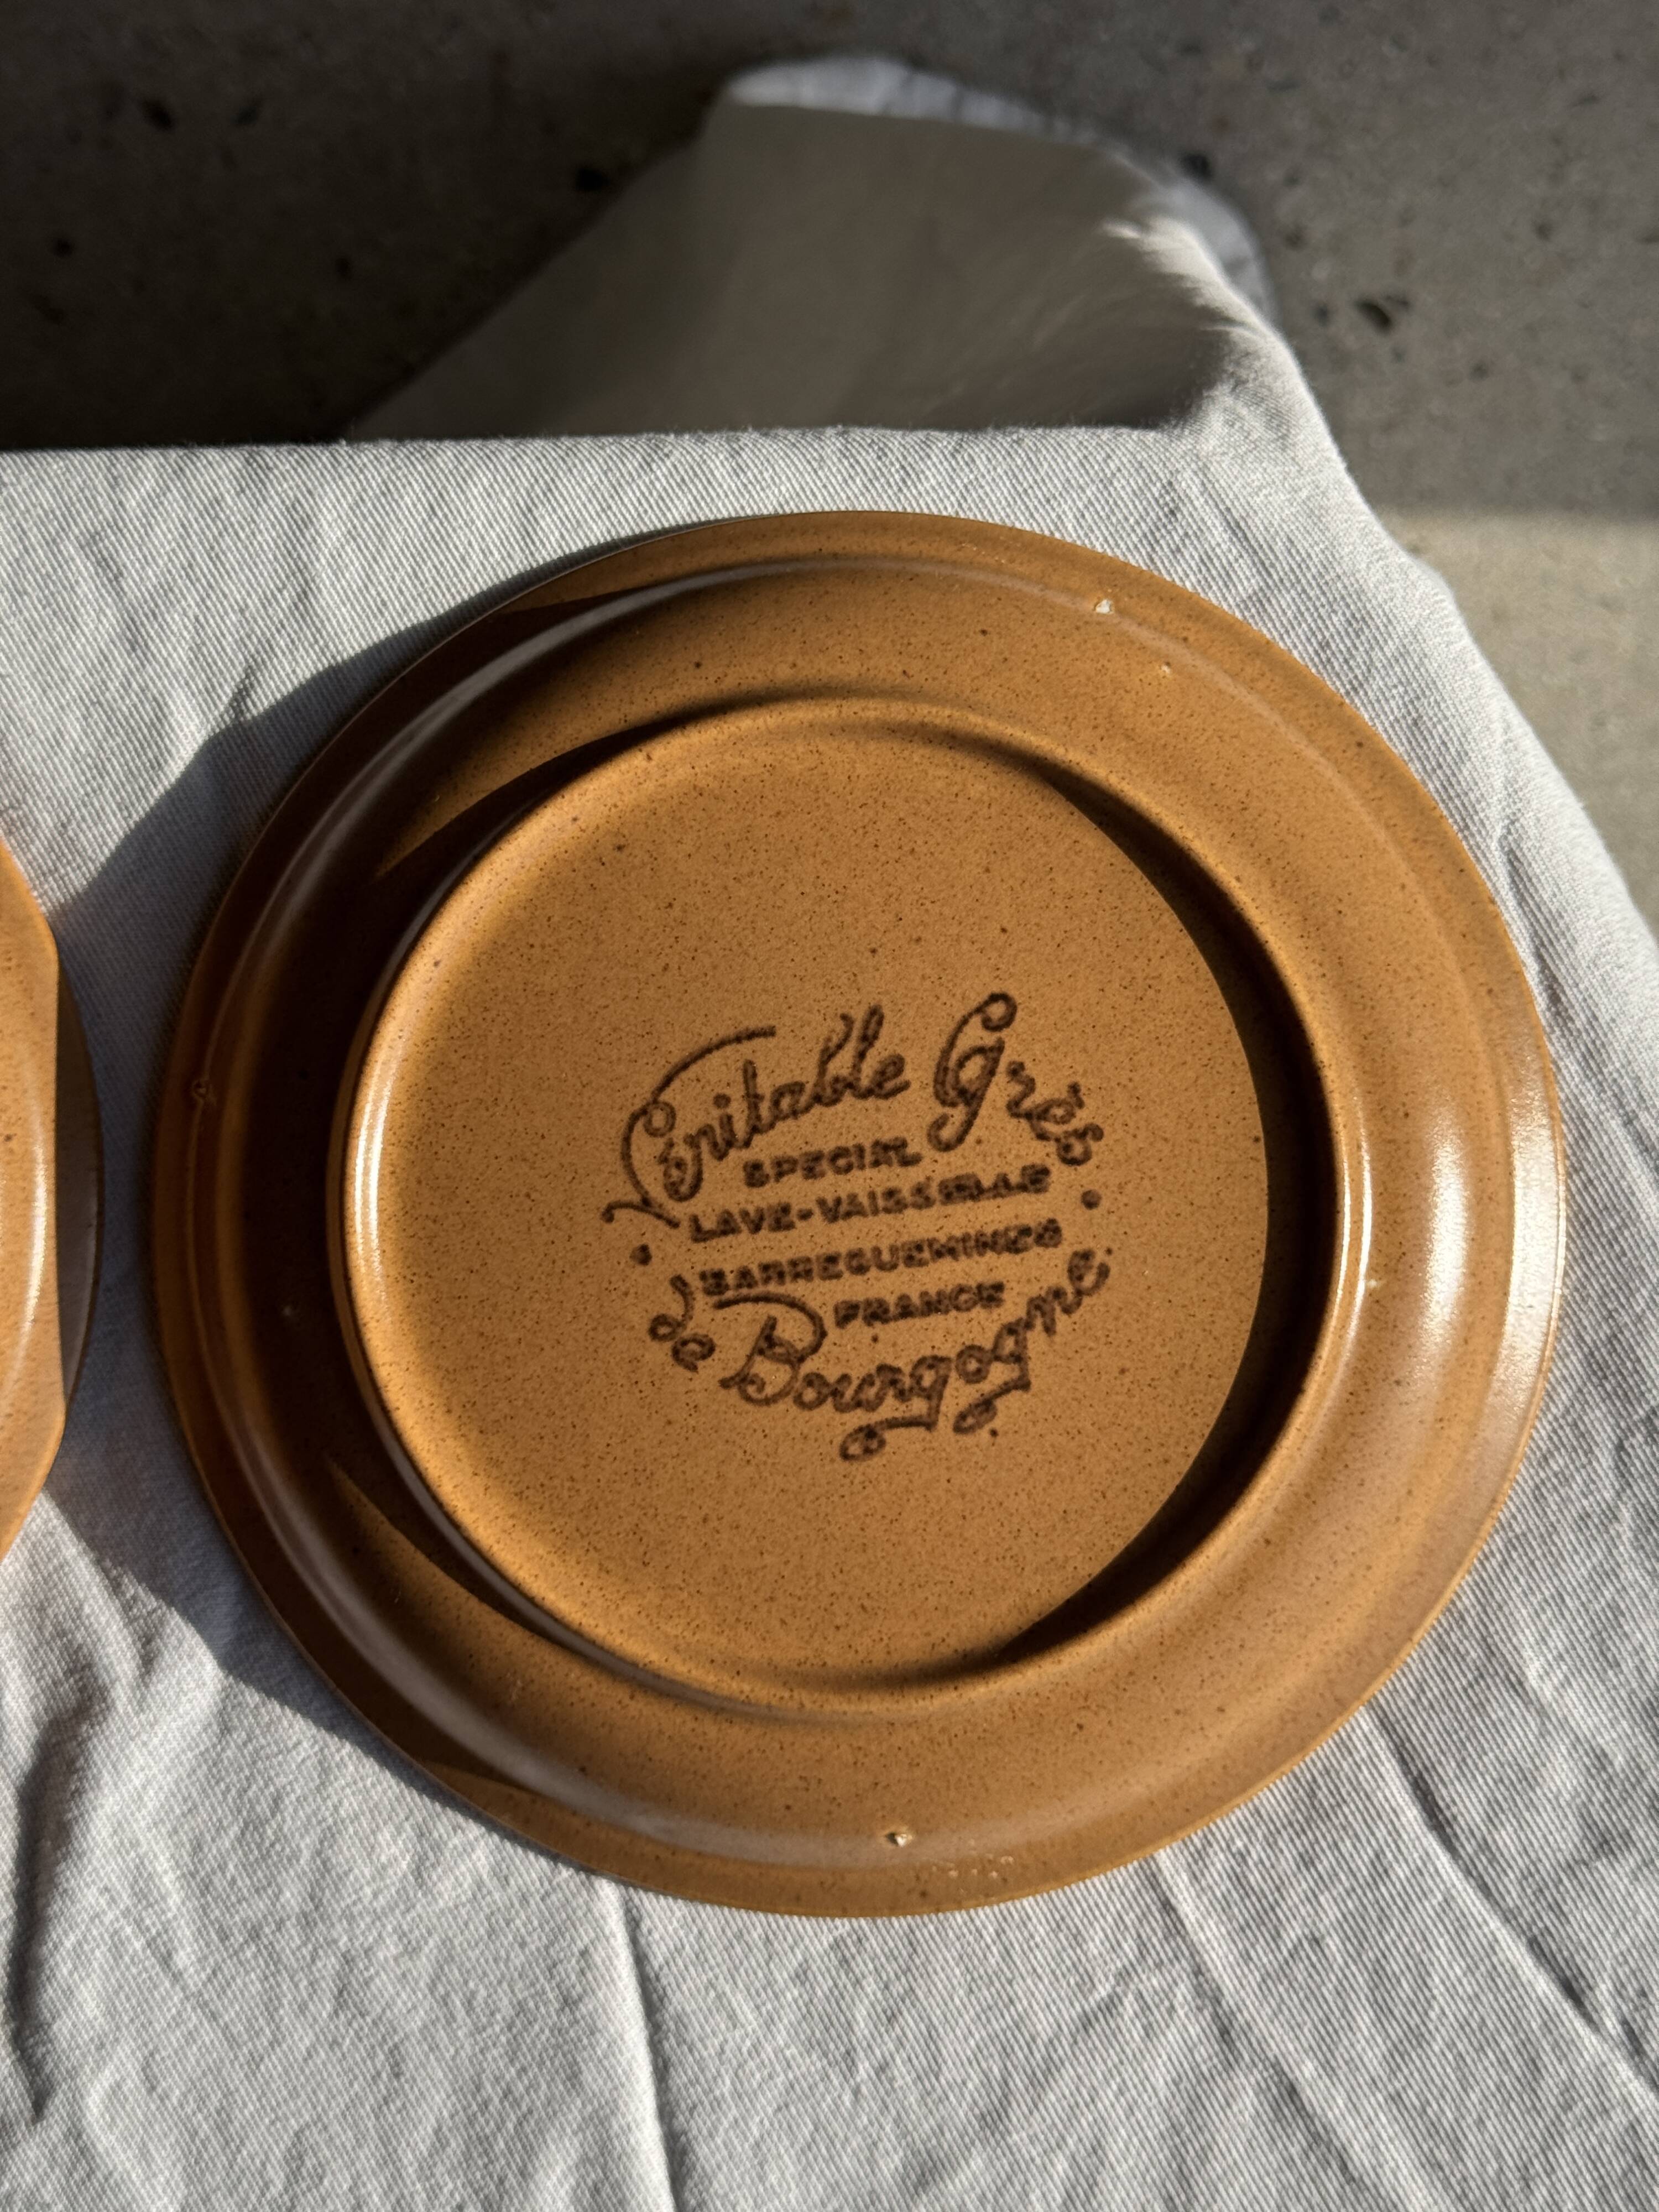 Véritable Grès
SPECIAL
LAVE-VAISSELLE
SARREGUEMINES
FRANCE
de Bourgogne